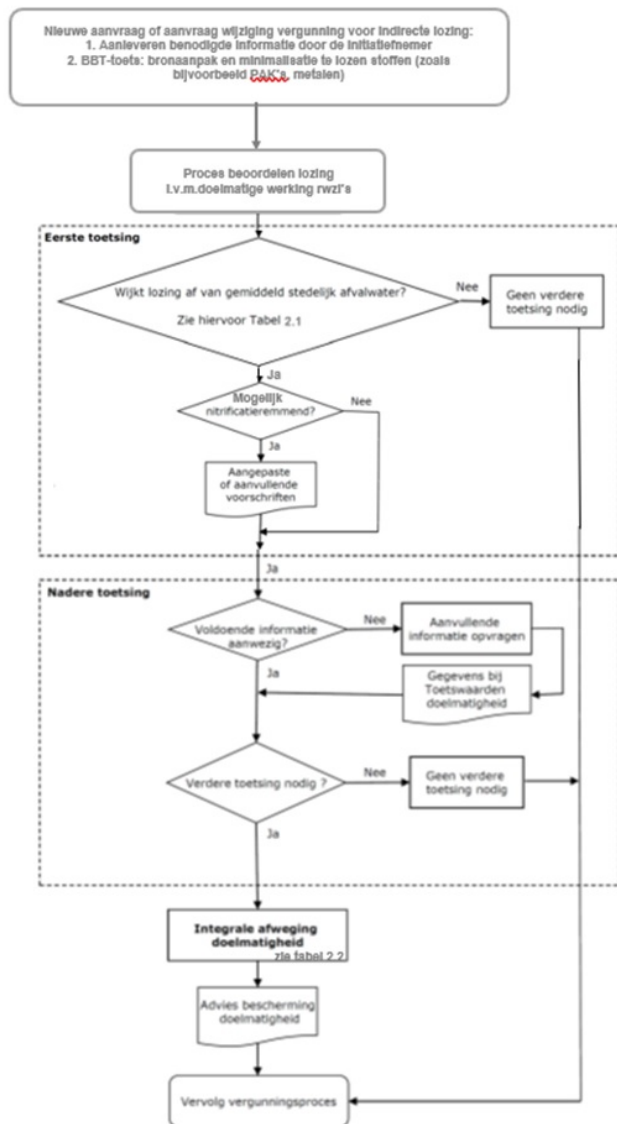 Nieuwe aanvraag of aanvraag wijziging vergunning voor indirecte lozing:
1. Aanleveren benodigde informatie door de initiatiefnemer
2. BBT-toets: bronaanpak en minimalisatie te lozen stoffen (zoals
bijvoorbeeld PAK's, metalen)
Proces beoordelen lozing
i.v.m.doelmatige werking rwzi's
Eerste toetsing
Wijkt lozing af van gemiddeld stedelijk afvalwater?
Zie hiervoor Tabel 2.1
Nee
Geen verdere
toetsing nodig
Ja
Mogelijk
nitrificatieremmend?
Nee
Ja
Aangepaste
of aanvullende
voorschriften
Ja
Nadere toetsing
Voldoende informatie
aanwezig?
Nee
Aanvullende
informatie opvragen
Ja
Gegevens bij
Toetswaarden
doelmatigheid
Verdere toetsing nodig ?
Nee
Geen verdere
toetsing nodig
Ja
Integrale afweging
doelmatigheid
zie tabel 2.2
Advies bescherming
doelmatigheid
Vervolg vergunningsproces